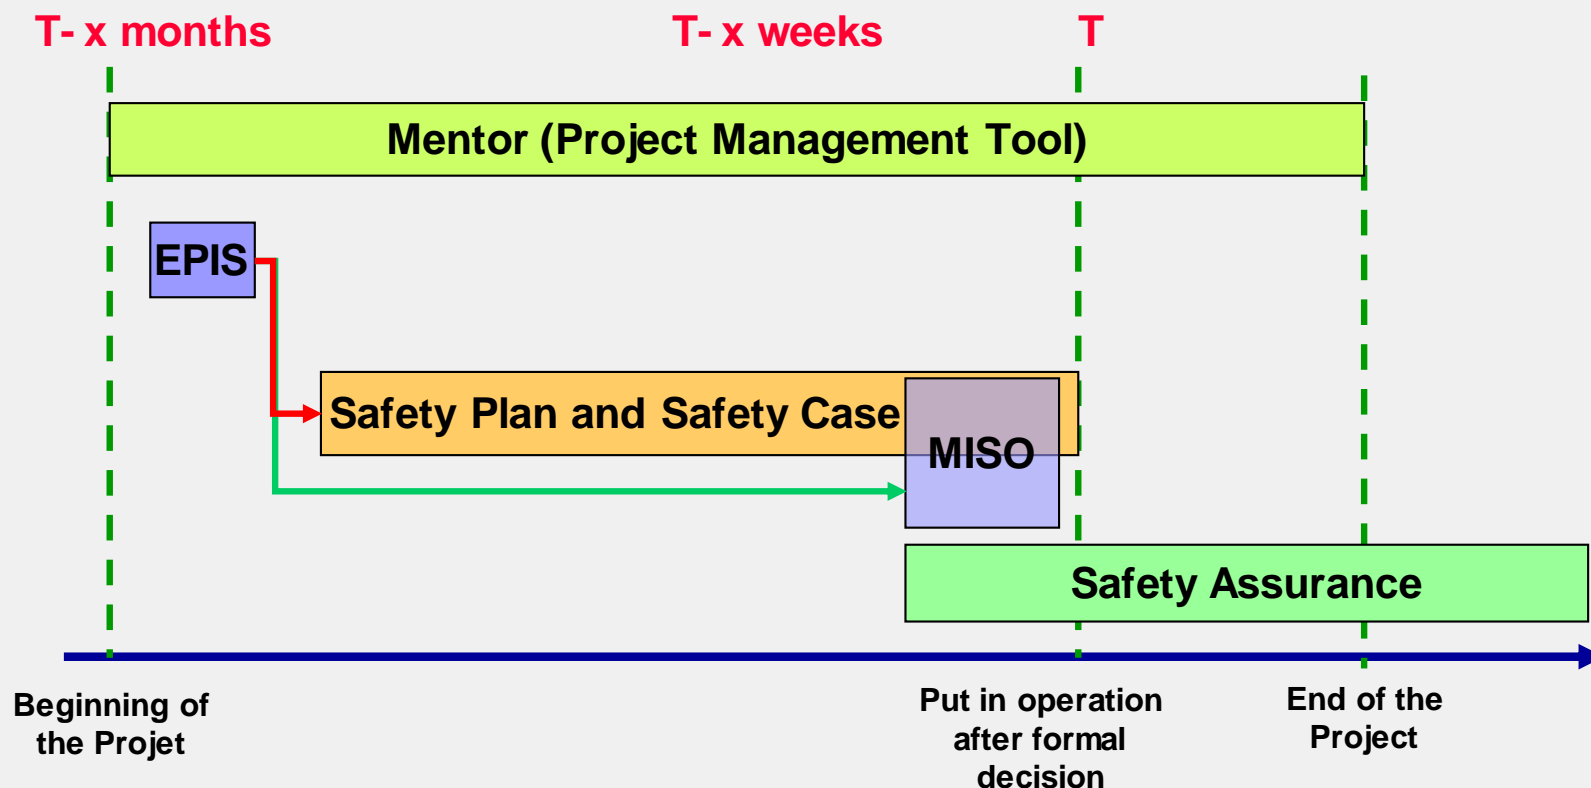 T- x months
T- x weeks
T
Mentor (Project Management Tool)
EPIS
Safety Plan and Safety Case
MISO
Safety Assurance
Beginning of
the Projet
Put in operation
after formal
decision
End of the
Project